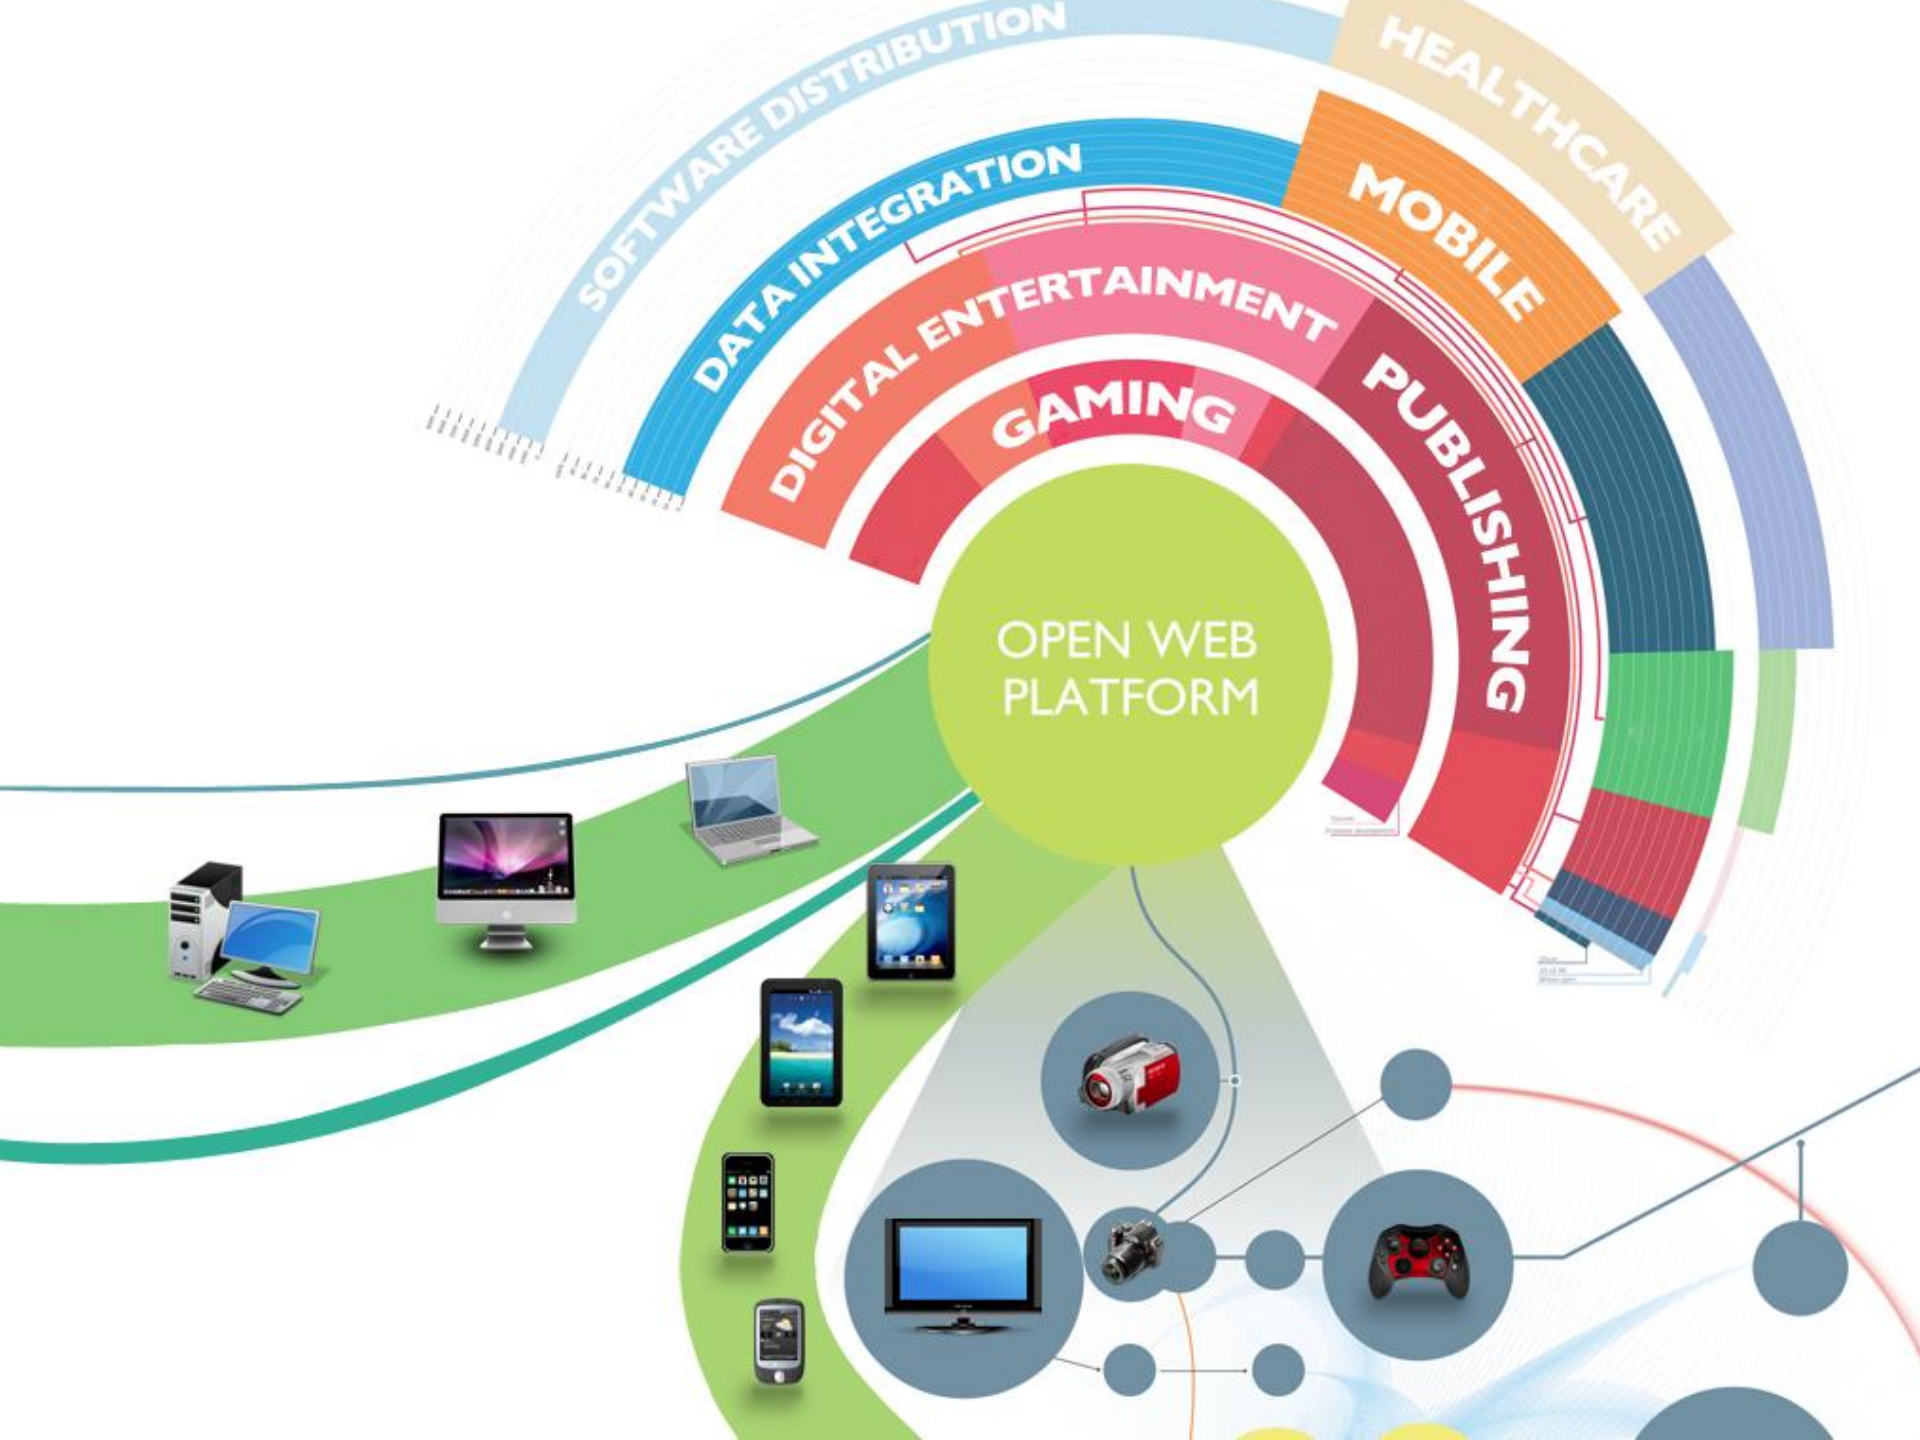 SOFTWARE DISTRIBUTION
HEALTHCARE
DATA INTEGRATION
MOBILE
DIGITAL ENTERTAINMENT
PUBLISHING
GAMING
OPEN WEB
PLATFORM